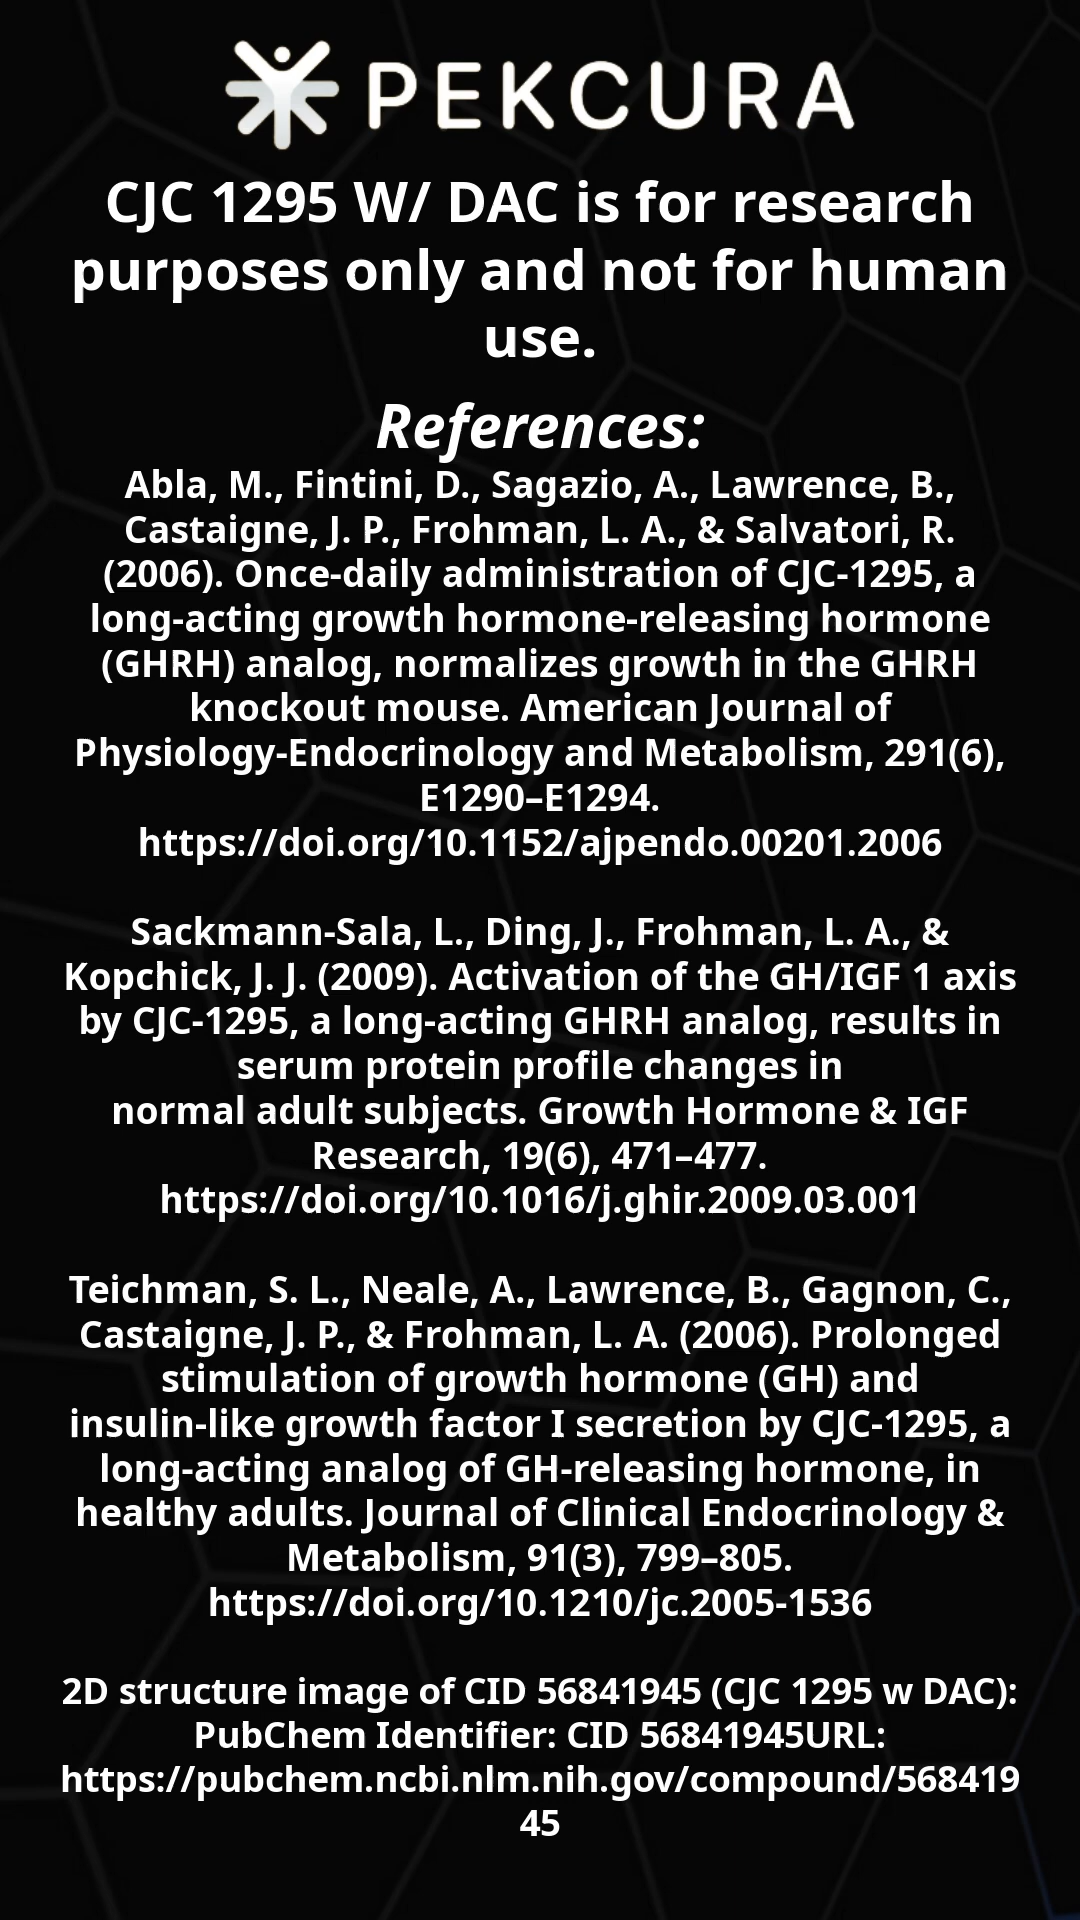 PEKCURA
CJC 1295 W/ DAC is for research
purposes only and not for human
use.
References:
Abla, M., Fintini, D., Sagazio, A., Lawrence, B.,
Castaigne, J. P., Frohman, L. A., & Salvatori, R.
(2006). Once-daily administration of CJC-1295, a
long-acting growth hormone-releasing hormone
(GHRH) analog, normalizes growth in the GHRH
knockout mouse. American Journal of
Physiology-Endocrinology and Metabolism, 291(6),
E1290–E1294.
https://doi.org/10.1152/ajpendo.00201.2006
Sackmann-Sala, L., Ding, J., Frohman, L. A., &
Kopchick, J. J. (2009). Activation of the GH/IGF 1 axis
by CJC-1295, a long-acting GHRH analog, results in
serum protein profile changes in
normal adult subjects. Growth Hormone & IGF
Research, 19(6), 471–477.
https://doi.org/10.1016/j.ghir.2009.03.001
Teichman, S. L., Neale, A., Lawrence, B., Gagnon, C.,
Castaigne, J. P., & Frohman, L. A. (2006). Prolonged
stimulation of growth hormone (GH) and
insulin-like growth factor I secretion by CJC-1295, a
long-acting analog of GH-releasing hormone, in
healthy adults. Journal of Clinical Endocrinology &
Metabolism, 91(3), 799–805.
https://doi.org/10.1210/jc.2005-1536
2D structure image of CID 56841945 (CJC 1295 w DAC):
PubChem Identifier: CID 56841945URL:
https://pubchem.ncbi.nlm.nih.gov/compound/568419
45